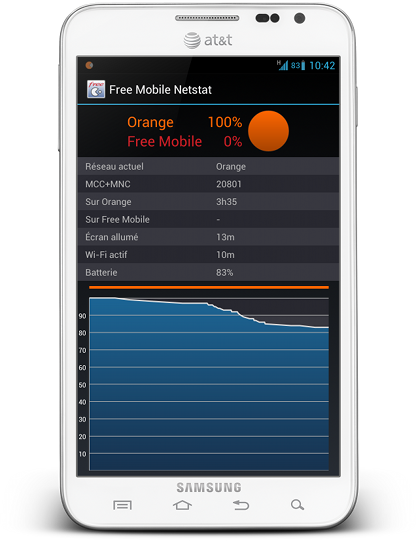 at&t
H 83 10:42
free Free Mobile Netstat
Orange 100%
Free Mobile 0%
Réseau actuel Orange
MCC+MNC 20801
Sur Orange 3h35
Sur Free Mobile -
Écran allumé 13m
Wi-Fi actif 10m
Batterie 83%
90
80
70
60
50
40
30
20
10
SAMSUNG